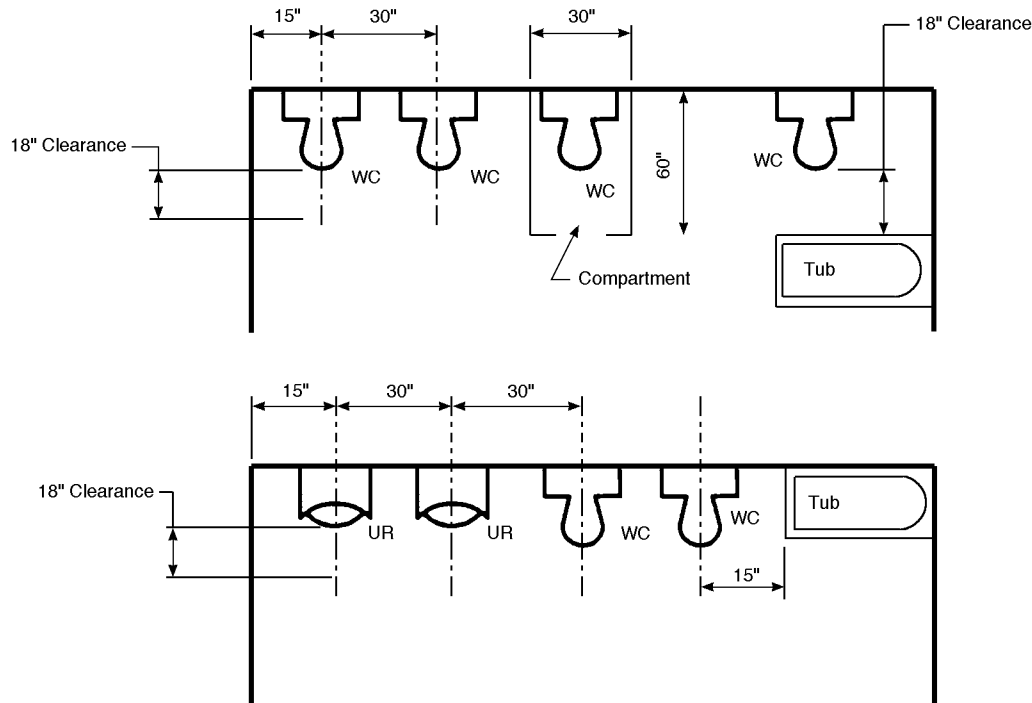 15"
30"
30"
18" Clearance
18" Clearance
WC
WC
WC
60"
WC
Compartment
Tub
15"
30"
30"
18" Clearance
UR
UR
WC
WC
Tub
15"